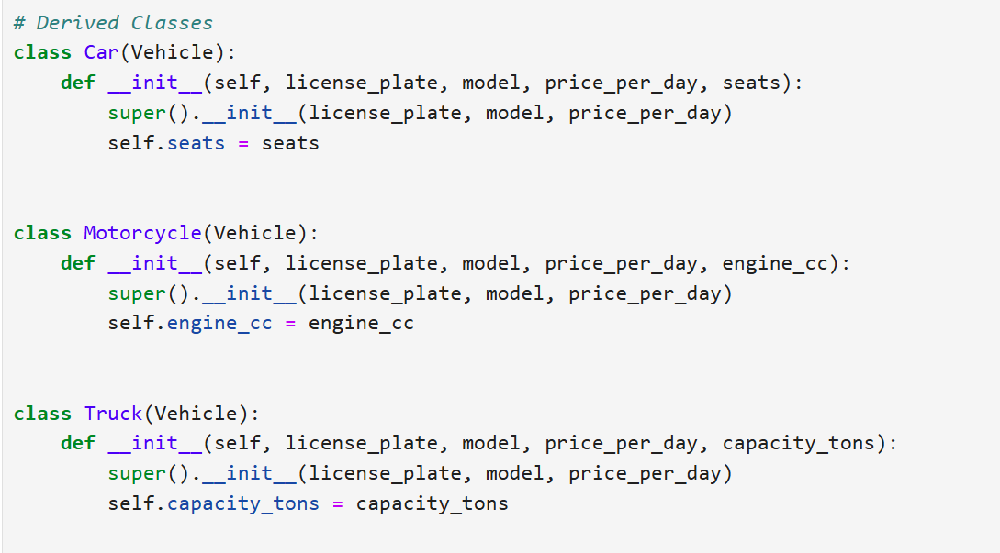 # Derived Classes
class Car(Vehicle):
    def __init__(self, license_plate, model, price_per_day, seats):
        super().__init__(license_plate, model, price_per_day)
        self.seats = seats

class Motorcycle(Vehicle):
    def __init__(self, license_plate, model, price_per_day, engine_cc):
        super().__init__(license_plate, model, price_per_day)
        self.engine_cc = engine_cc

class Truck(Vehicle):
    def __init__(self, license_plate, model, price_per_day, capacity_tons):
        super().__init__(license_plate, model, price_per_day)
        self.capacity_tons = capacity_tons